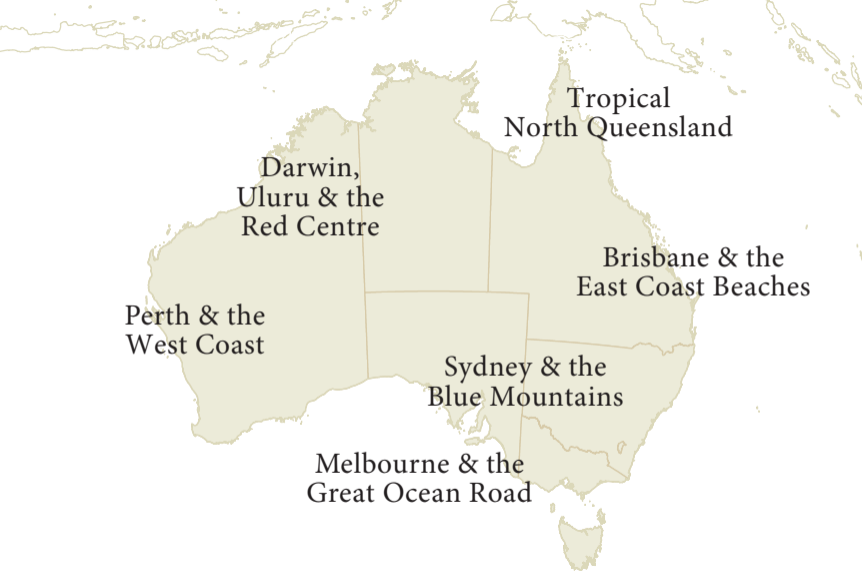 Tropical
North Queensland
Darwin,
Uluru & the
Red Centre
Brisbane & the
East Coast Beaches
Perth & the
West Coast
Sydney & the
Blue Mountains
Melbourne & the
Great Ocean Road